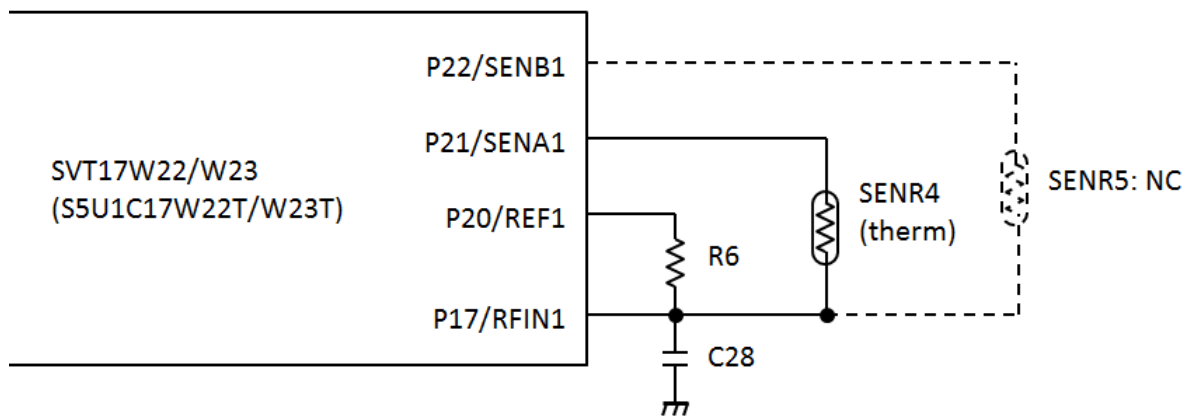 P22/SENB1
P21/SENA1
SVT17W22/W23
(S5U1C17W22T/W23T)
SENR5: NC
SENR4
(therm)
P20/REF1
R6
P17/RFIN1
C28